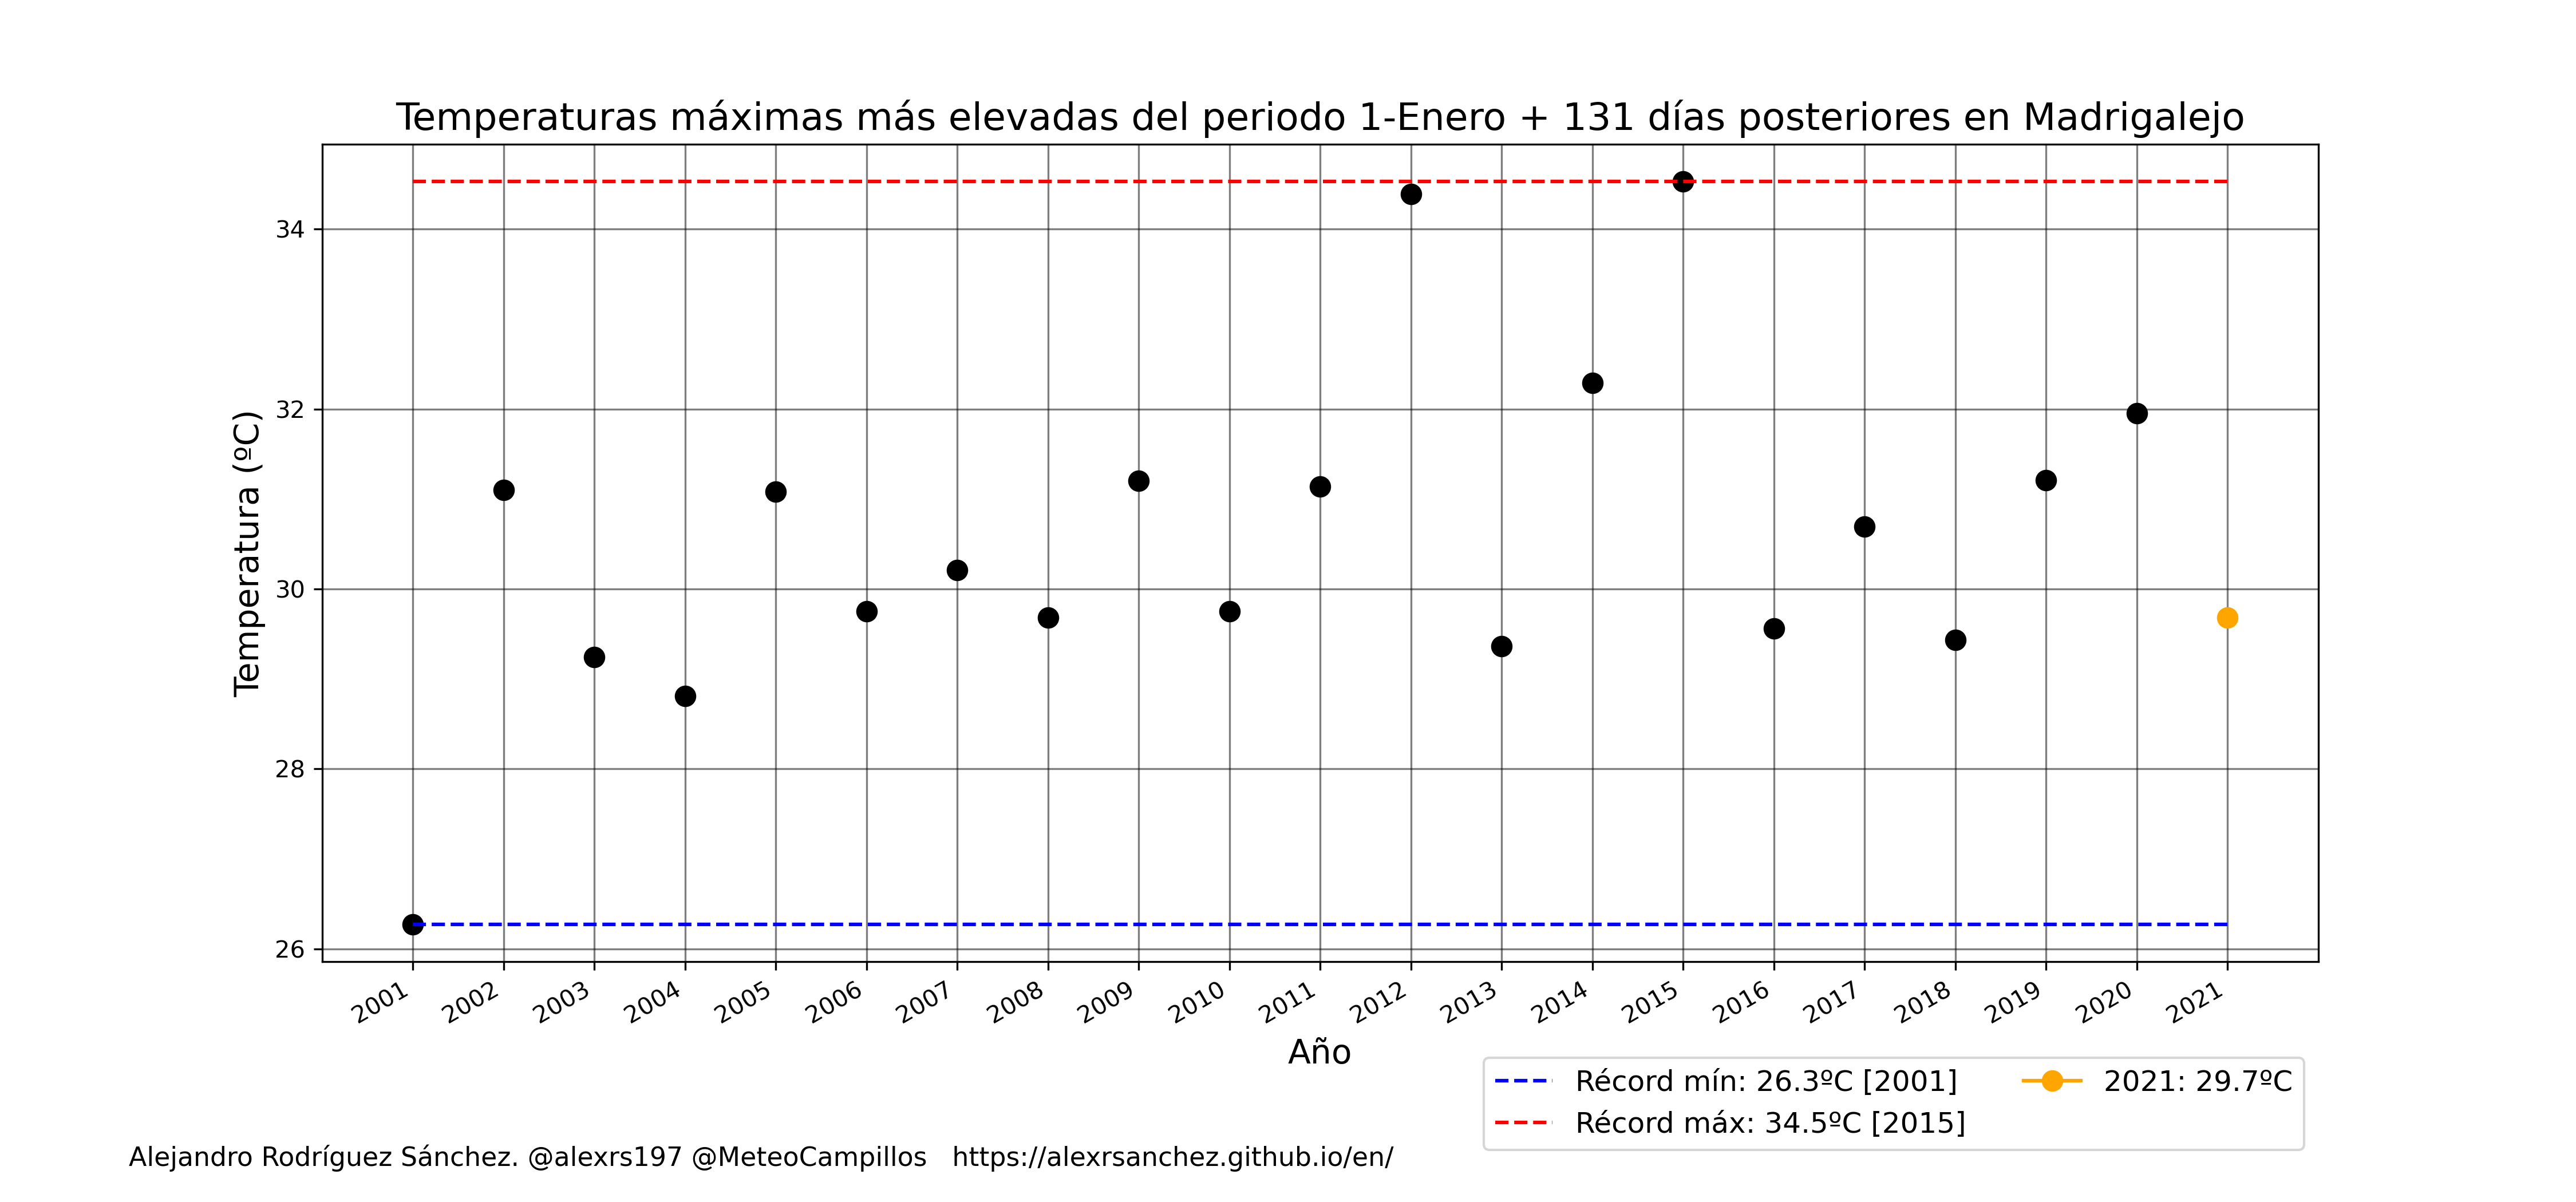 Temperaturas máximas más elevadas del periodo 1-Enero + 131 días posteriores en Madrigalejo
Temperatura (ºC)
34
32
30
28
26
2001 2002 2003 2004 2005 2006 2007 2008 2009 2010 2011 2012 2013 2014 2015 2016 2017 2018 2019 2020 2021
Año
Récord mín: 26.3ºC [2001]
Récord máx: 34.5ºC [2015]
2021: 29.7ºC
Alejandro Rodríguez Sánchez. @alexrs197 @MeteoCampillos https://alexrsanchez.github.io/en/